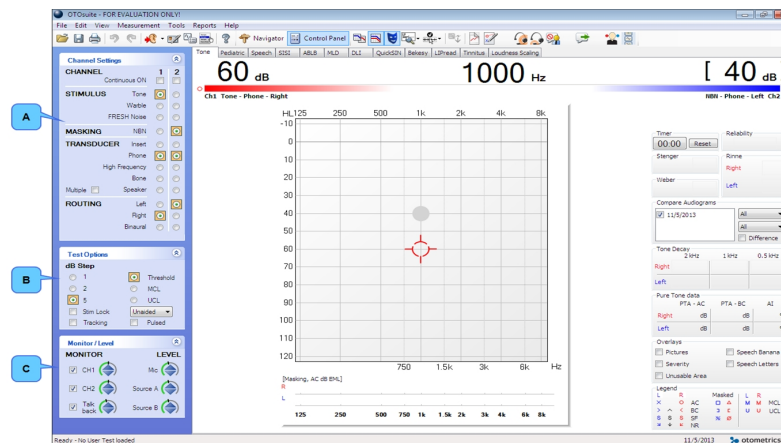 OTOsuite - FOR EVALUATION ONLY!
File Edit View Measurement Tools Reports Help
Navigator Control Panel
Tone Pediatric Speech SISI ABLB MLD DLI QuickSIN Bekesy LIPread Tinnitus Loudness Scaling
60 dB 1000 Hz [ 40 dB
Ch1 Tone - Phone - Right NBN - Phone - Left Ch2
A
Channel Settings
CHANNEL 1 2
Continuous ON
STIMULUS Tone
Warble
FRESH Noise
MASKING NBN
TRANSDUCER Insert
Phone
High Frequency
Bone
Multiple Speaker
ROUTING Left
Right
Binaural
B
Test Options
dB Step
1 Threshold
2 MCL
5 UCL
Stim Lock Unaided
Tracking Pulsed
C
Monitor / Level
MONITOR LEVEL
CH1 Mic
CH2 Source A
Talk back Source B
HL 125 250 500 1k 2k 4k 8k
-10
0
10
20
30
40
50
60
70
80
90
100
110
120
750 1.5k 3k 6k Hz
[Masking, AC dB EML]
R
L
125 250 500 750 1k 1.5k 2k 3k 4k 6k 8k
Timer Reliability
00:00 Reset
Stenger Rinne
Right
Weber
Left
Compare Audiograms
11/5/2013 All
All
Difference
Tone Decay
2 kHz 1 kHz 0.5 kHz
Right
Left
Pure Tone data
PTA - AC PTA - BC AI
Right dB dB
Left dB dB
Overlays
Pictures Speech Banana
Severity Speech Letters
Unusable Area
Legend
L R Masked L R
AC M M MCL
BC U U UCL
SF
NR
Ready - No User Test loaded 11/5/2013 otometrics